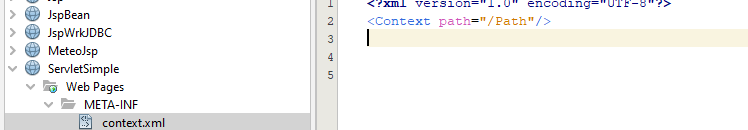 Jsp
JspBean
JspWrkJDBC
MeteoJsp
ServletSimple
Web Pages
META-INF
context.xml
1 <?xml version="1.0" encoding="UTF-8"?>
2 <Context path="/Path"/>
3
4
5